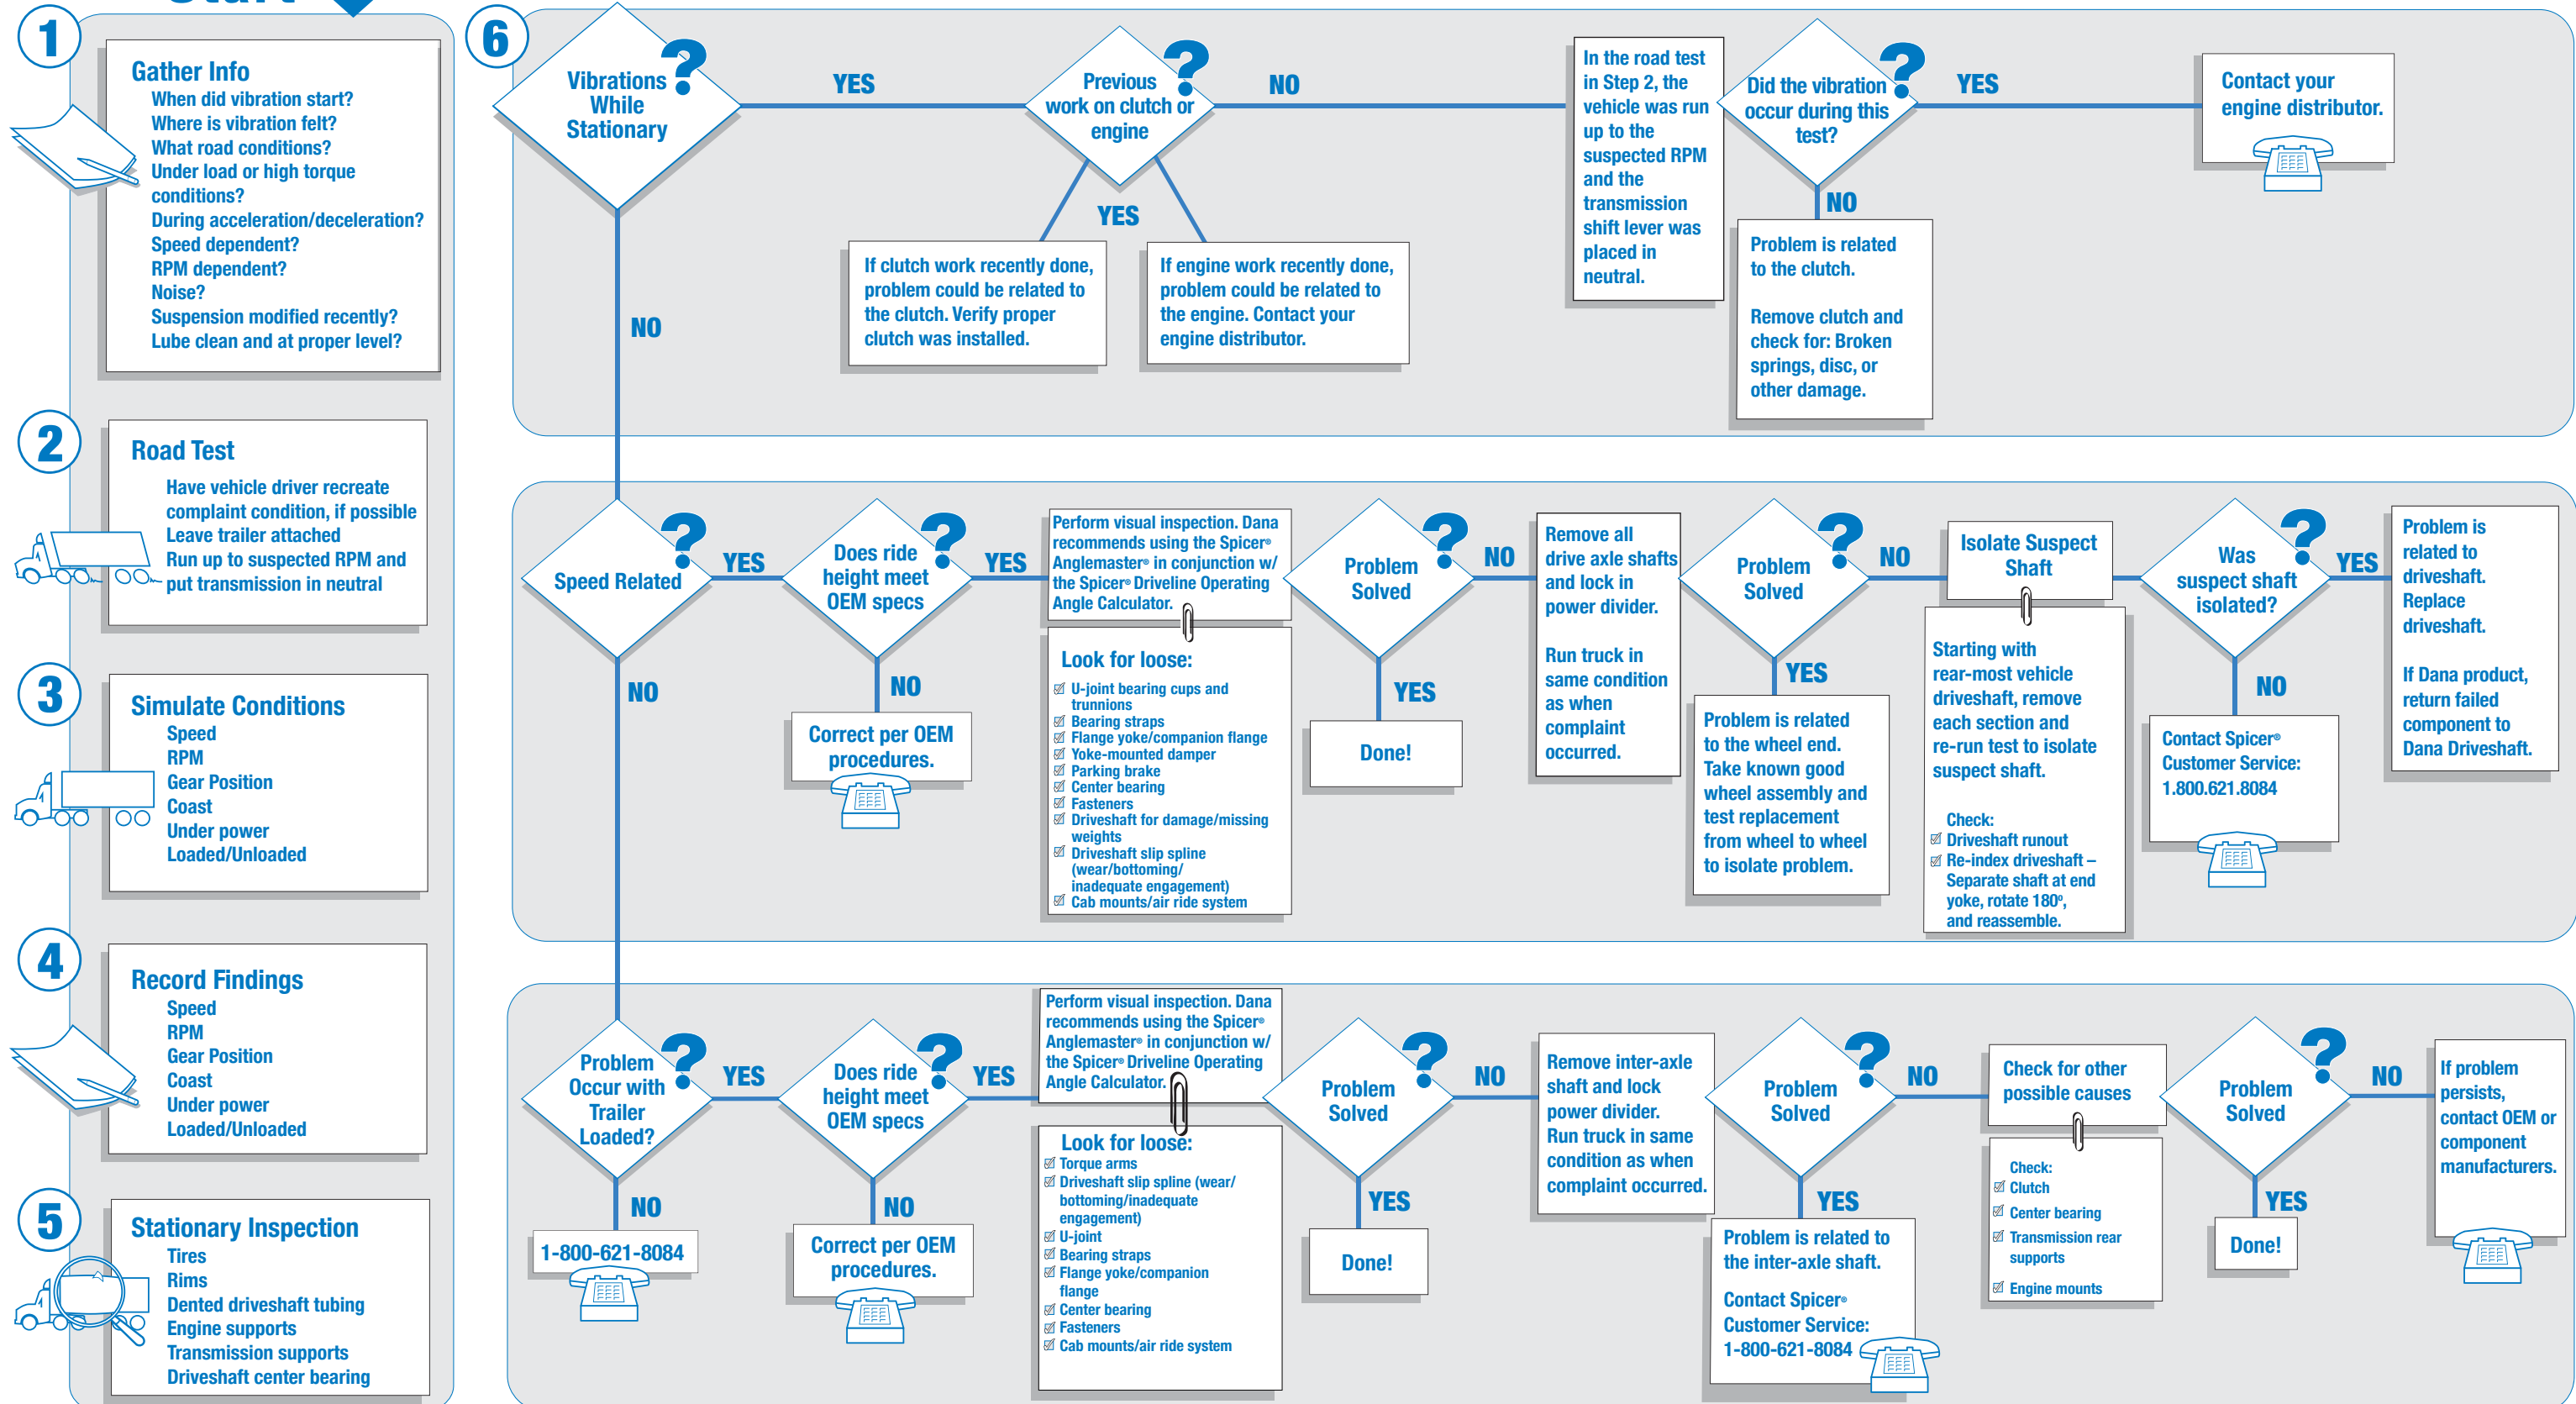 Start
1
Gather Info
When did vibration start?
Where is vibration felt?
What road conditions?
Under load or high torque
conditions?
During acceleration/deceleration?
Speed dependent?
RPM dependent?
Noise?
Suspension modified recently?
Lube clean and at proper level?
2
Road Test
Have vehicle driver recreate
complaint condition, if possible
Leave trailer attached
Run up to suspected RPM and
put transmission in neutral
3
Simulate Conditions
Speed
RPM
Gear Position
Coast
Under power
Loaded/Unloaded
4
Record Findings
Speed
RPM
Gear Position
Coast
Under power
Loaded/Unloaded
5
Stationary Inspection
Tires
Rims
Dented driveshaft tubing
Engine supports
Transmission supports
Driveshaft center bearing
6
?
Vibrations
While
Stationary
YES
NO
?
Previous
work on clutch or
engine
NO
YES
If clutch work recently done,
problem could be related to
the clutch. Verify proper
clutch was installed.
If engine work recently done,
problem could be related to
the engine. Contact your
engine distributor.
In the road test
in Step 2, the
vehicle was run
up to the
suspected RPM
and the
transmission
shift lever was
placed in
neutral.
?
Did the vibration
occur during this
test?
YES
NO
Contact your
engine distributor.
Problem is related
to the clutch.
Remove clutch and
check for: Broken
springs, disc, or
other damage.
?
Speed Related
YES
NO
?
Does ride
height meet
OEM specs
YES
NO
Correct per OEM
procedures.
Perform visual inspection. Dana
recommends using the Spicer®
Anglemaster® in conjunction w/
the Spicer® Driveline Operating
Angle Calculator.
Look for loose:
U-joint bearing cups and
trunnions
Bearing straps
Flange yoke/companion flange
Yoke-mounted damper
Parking brake
Center bearing
Fasteners
Driveshaft for damage/missing
weights
Driveshaft slip spline
(wear/bottoming/
inadequate engagement)
Cab mounts/air ride system
?
Problem
Solved
NO
YES
Done!
Remove all
drive axle shafts
and lock in
power divider.
Run truck in
same condition
as when
complaint
occurred.
?
Problem
Solved
NO
YES
Problem is related
to the wheel end.
Take known good
wheel assembly and
test replacement
from wheel to wheel
to isolate problem.
Isolate Suspect
Shaft
Starting with
rear-most vehicle
driveshaft, remove
each section and
re-run test to isolate
suspect shaft.
Check:
Driveshaft runout
Re-index driveshaft –
Separate shaft at end
yoke, rotate 180º,
and reassemble.
?
Was
suspect shaft
isolated?
YES
NO
Contact Spicer®
Customer Service:
1.800.621.8084
Problem is
related to
driveshaft.
Replace
driveshaft.
If Dana product,
return failed
component to
Dana Driveshaft.
?
Problem
Occur with
Trailer
Loaded?
YES
NO
1-800-621-8084
?
Does ride
height meet
OEM specs
YES
NO
Correct per OEM
procedures.
Perform visual inspection. Dana
recommends using the Spicer®
Anglemaster® in conjunction w/
the Spicer® Driveline Operating
Angle Calculator.
Look for loose:
Torque arms
Driveshaft slip spline (wear/
bottoming/inadequate
engagement)
U-joint
Bearing straps
Flange yoke/companion
flange
Center bearing
Fasteners
Cab mounts/air ride system
?
Problem
Solved
NO
YES
Done!
Remove inter-axle
shaft and lock
power divider.
Run truck in same
condition as when
complaint occurred.
?
Problem
Solved
NO
YES
Problem is related to
the inter-axle shaft.
Contact Spicer®
Customer Service:
1-800-621-8084
Check for other
possible causes
Check:
Clutch
Center bearing
Transmission rear
supports
Engine mounts
?
Problem
Solved
NO
YES
Done!
If problem
persists,
contact OEM or
component
manufacturers.